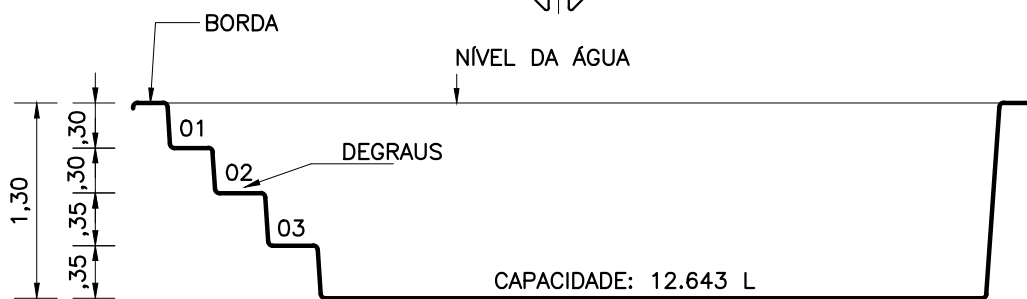 BORDA
NÍVEL DA ÁGUA
01
02
DEGRAUS
03
1,30
,30
,30
,35
,35
CAPACIDADE: 12.643 L